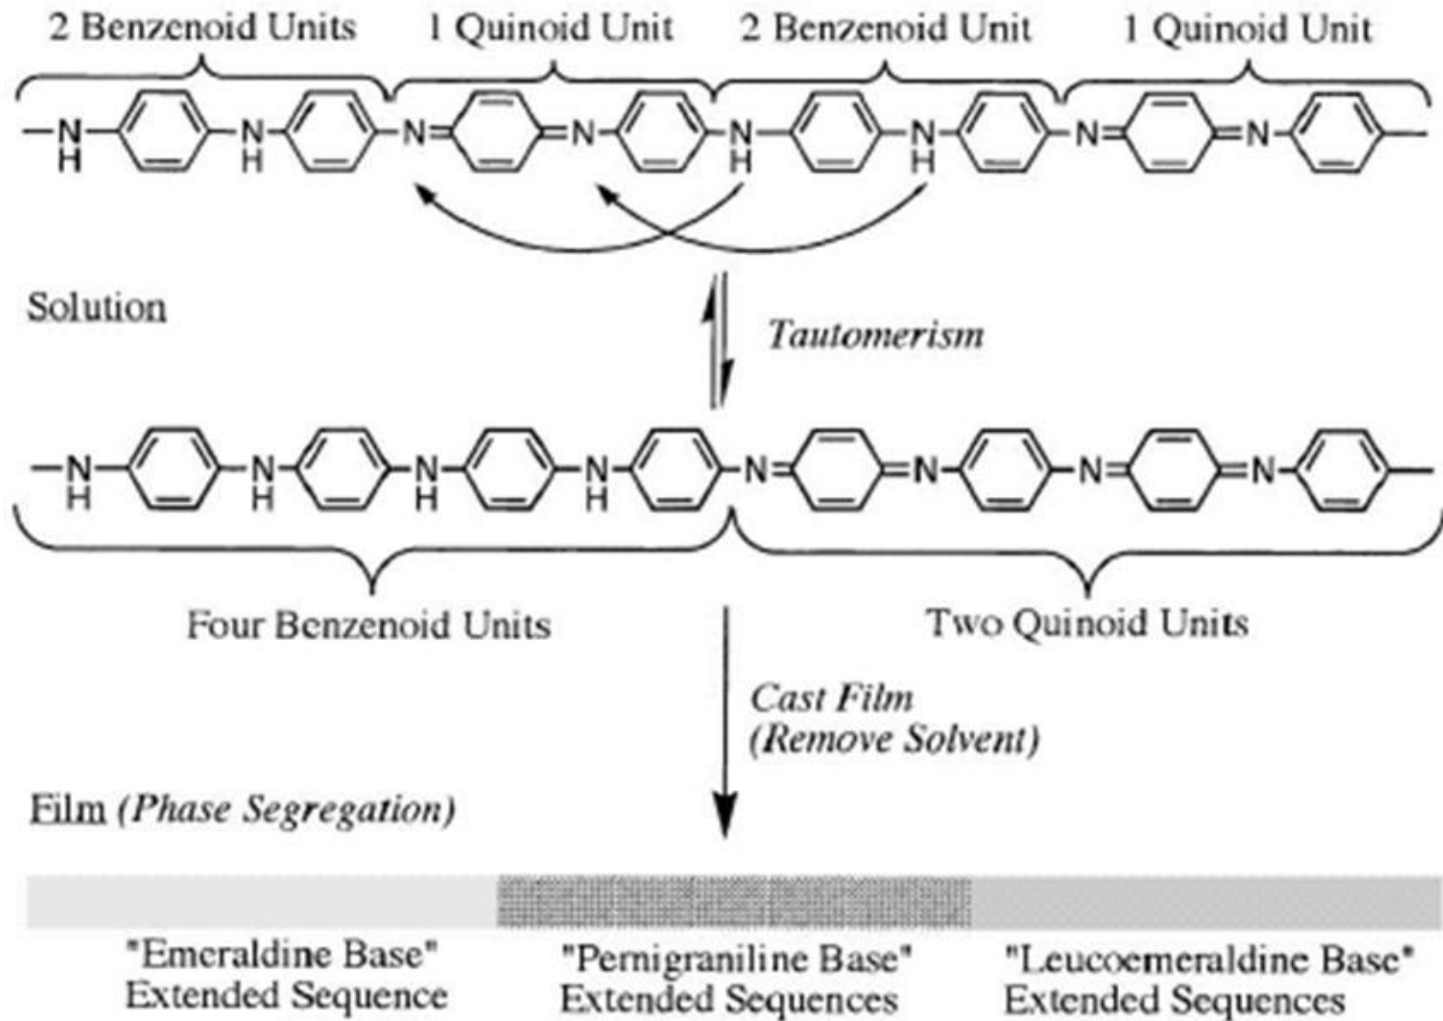 2 Benzenoid Units 1 Quinoid Unit 2 Benzenoid Unit 1 Quinoid Unit
N N N N N N N N
H H H H
Solution
Tautomerism
N N N N N N N N
H H H H
Four Benzenoid Units Two Quinoid Units
Cast Film
(Remove Solvent)
Film (Phase Segregation)
"Emeraldine Base" "Pernigraniline Base" "Leucoemeraldine Base"
Extended Sequence Extended Sequences Extended Sequences